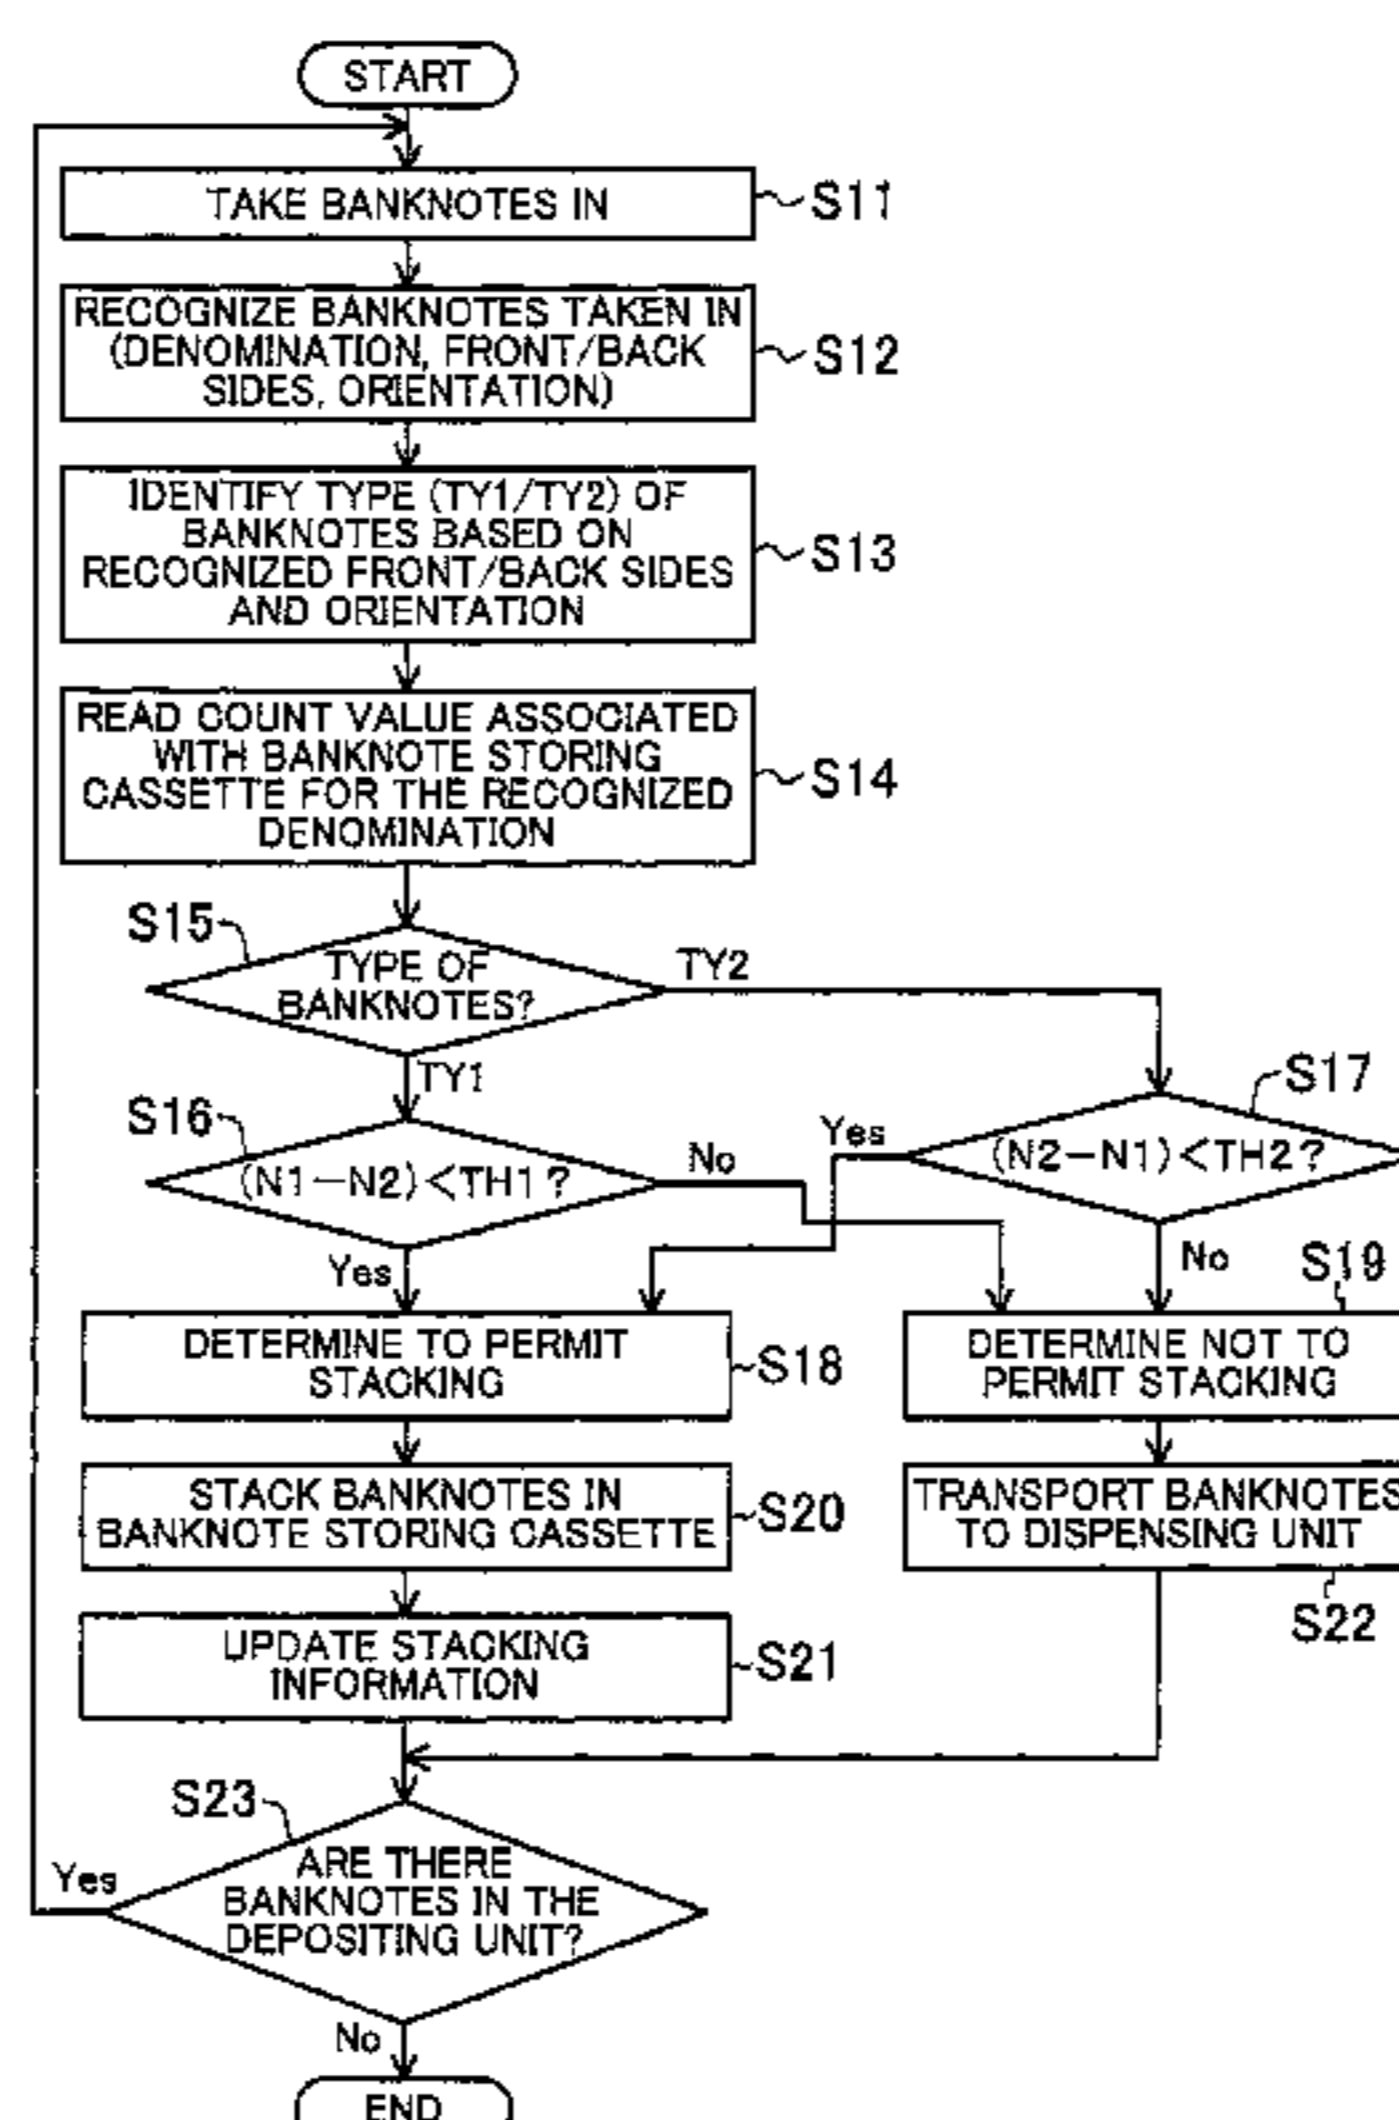 START
TAKE BANKNOTES IN
S11
RECOGNIZE BANKNOTES TAKEN IN
(DENOMINATION, FRONT/BACK
SIDES, ORIENTATION)
S12
IDENTIFY TYPE (TY1/TY2) OF
BANKNOTES BASED ON
RECOGNIZED FRONT/BACK SIDES
AND ORIENTATION
S13
READ COUNT VALUE ASSOCIATED
WITH BANKNOTE STORING
CASSETTE FOR THE RECOGNIZED
DENOMINATION
S14
S15
TYPE OF
BANKNOTES?
TY2
TY1
S16
(N1-N2)<TH1?
No
Yes
S17
(N2-N1)<TH2?
Yes
No
DETERMINE TO PERMIT
STACKING
S18
S19
DETERMINE NOT TO
PERMIT STACKING
STACK BANKNOTES IN
BANKNOTE STORING CASSETTE
S20
TRANSPORT BANKNOTES
TO DISPENSING UNIT
S22
UPDATE STACKING
INFORMATION
S21
S23
ARE THERE
BANKNOTES IN THE
DEPOSITING UNIT?
Yes
No
END